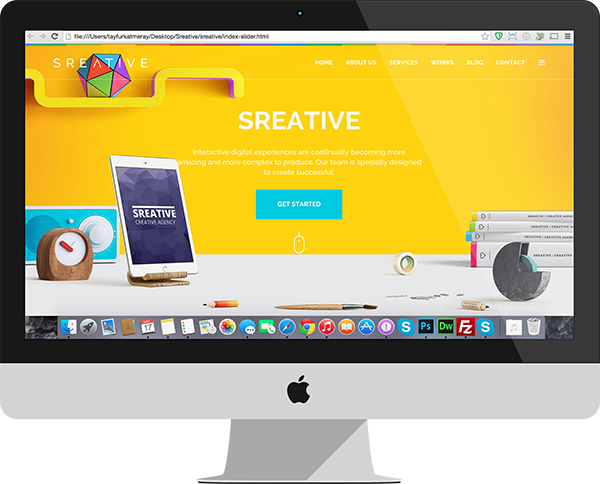 file:///Users/tayfurkatmeray/Desktop/Sreative/sreative/index-slider.html
SREATIVE
HOME ABOUT US SERVICES WORKS BLOG CONTACT
SREATIVE
Interactive digital experiences are continually becoming more
amazing and more complex to produce. Our team is specially designed
to create successful.
GET STARTED
SREATIVE
CREATIVE AGENCY
SREATIVE | CREATIVE AGENCY
SREATIVE | CREATIVE AGENCY
SREATIVE | CREATIVE AGENCY
17
Ps
Dw
Fz